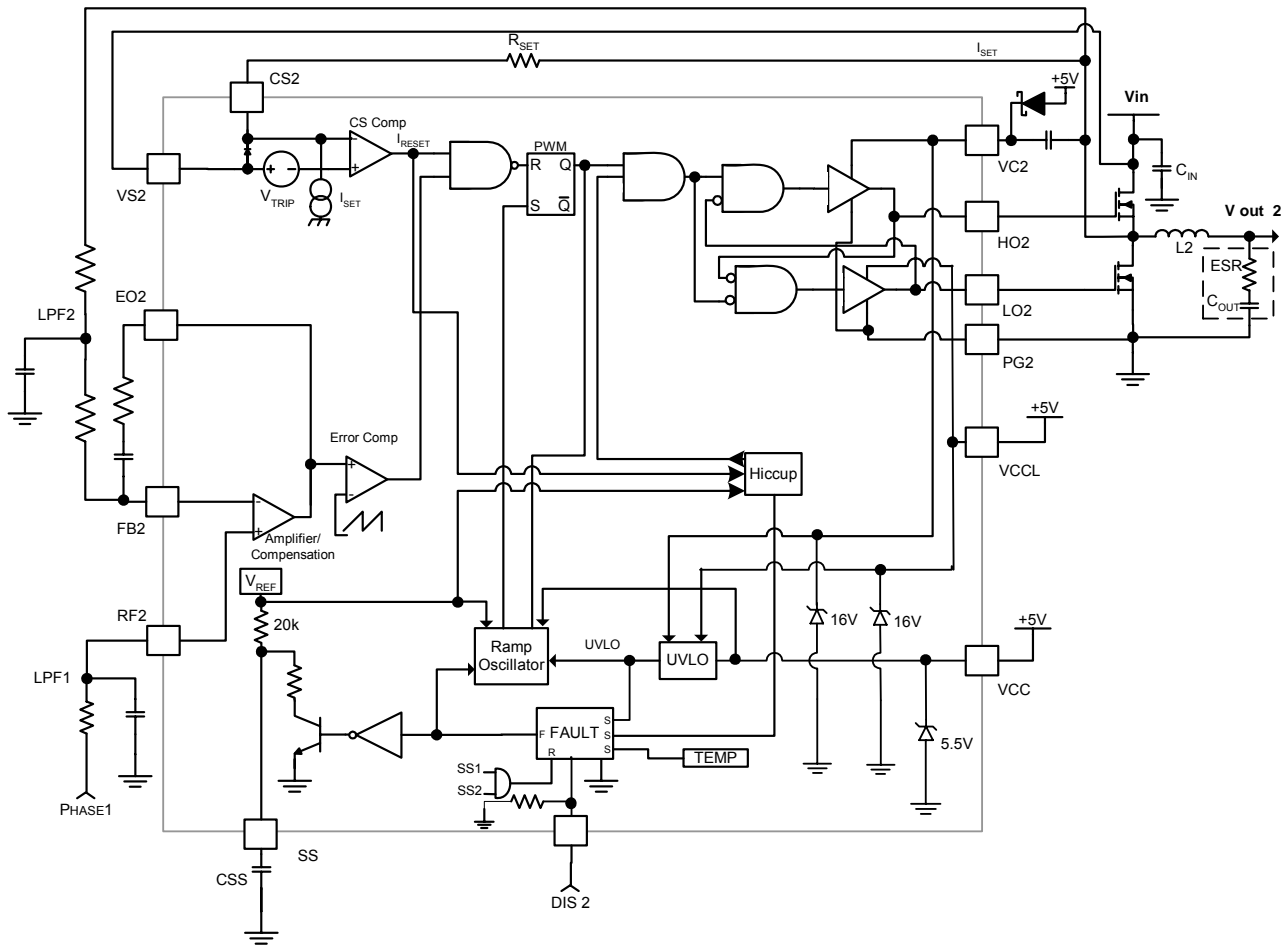 RSET
ISET
CS2
+5V
Vin
CS Comp
IRESET
PWM
VC2
CIN
R Q
VS2
VTRIP
ISET
S Q
V out 2
HO2
L2
ESR
EO2
LPF2
LO2
COUT
PG2
+5V
Error Comp
Hiccup
VCCL
FB2
Amplifier/
Compensation
VREF
RF2
20k
16V
16V
+5V
Ramp
Oscillator
UVLO
UVLO
LPF1
VCC
F FAULT S
S
R S
5.5V
TEMP
SS1
SS2
PHASE1
SS
CSS
DIS 2